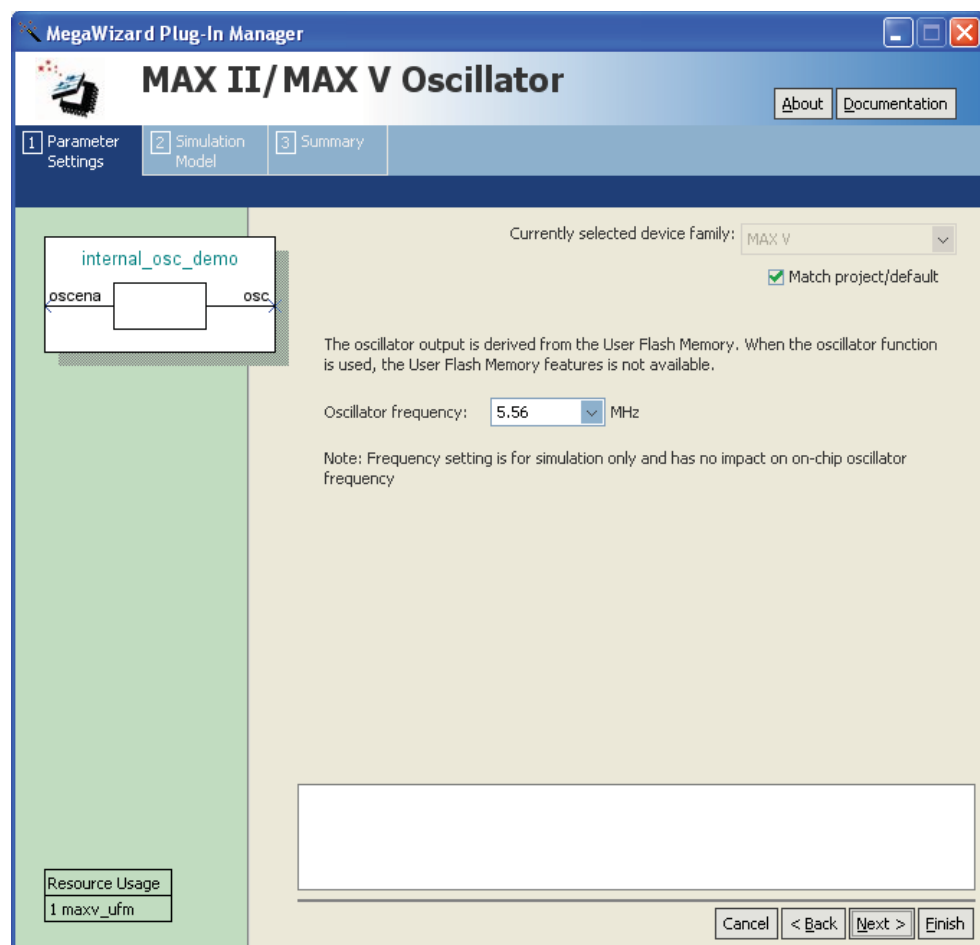 MegaWizard Plug-In Manager
MAX II/MAX V Oscillator
About
Documentation
1 Parameter
Settings
2 Simulation
Model
3 Summary
internal_osc_demo
oscena
osc
Currently selected device family:
MAX V
Match project/default
The oscillator output is derived from the User Flash Memory. When the oscillator function
is used, the User Flash Memory features is not available.
Oscillator frequency:
5.56
MHz
Note: Frequency setting is for simulation only and has no impact on on-chip oscillator
frequency
Resource Usage
1 maxv_ufm
Cancel
< Back
Next >
Finish